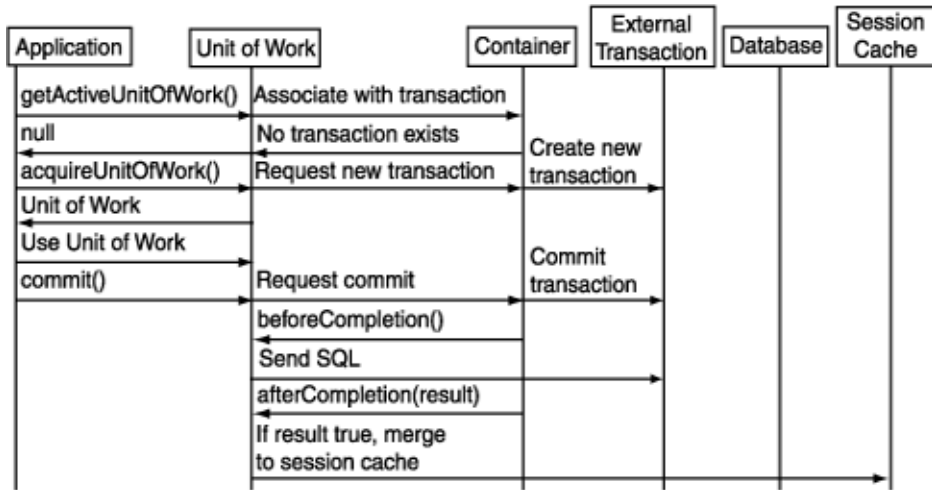 Application
Unit of Work
Container
External
Transaction
Database
Session
Cache
getActiveUnitOfWork()
Associate with transaction
null
No transaction exists
Create new
transaction
acquireUnitOfWork()
Request new transaction
Unit of Work
Use Unit of Work
commit()
Request commit
Commit
transaction
beforeCompletion()
Send SQL
afterCompletion(result)
If result true, merge
to session cache